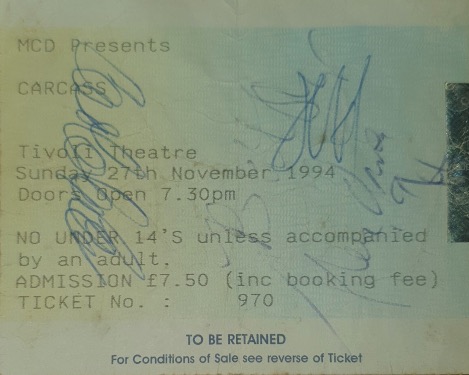 MCD Presents
CARCASS
Tivoli Theatre
Sunday 27th November 1994
Doors Open 7.30pm
NO UNDER 14'S unless accompanied
by an adult.
ADMISSION £7.50 (inc booking fee)
TICKET No. : 970
TO BE RETAINED
For Conditions of Sale see reverse of Ticket